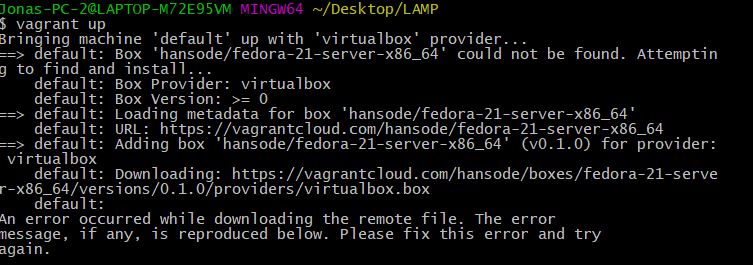 Jonas-PC-2@LAPTOP-M72E95VM MINGW64 ~/Desktop/LAMP
$ vagrant up
Bringing machine 'default' up with 'virtualbox' provider...
==> default: Box 'hansode/fedora-21-server-x86_64' could not be found. Attemptin
g to find and install...
    default: Box Provider: virtualbox
    default: Box Version: >= 0
==> default: Loading metadata for box 'hansode/fedora-21-server-x86_64'
    default: URL: https://vagrantcloud.com/hansode/fedora-21-server-x86_64
==> default: Adding box 'hansode/fedora-21-server-x86_64' (v0.1.0) for provider:
 virtualbox
    default: Downloading: https://vagrantcloud.com/hansode/boxes/fedora-21-serve
r-x86_64/versions/0.1.0/providers/virtualbox.box
    default:
An error occurred while downloading the remote file. The error
message, if any, is reproduced below. Please fix this error and try
again.